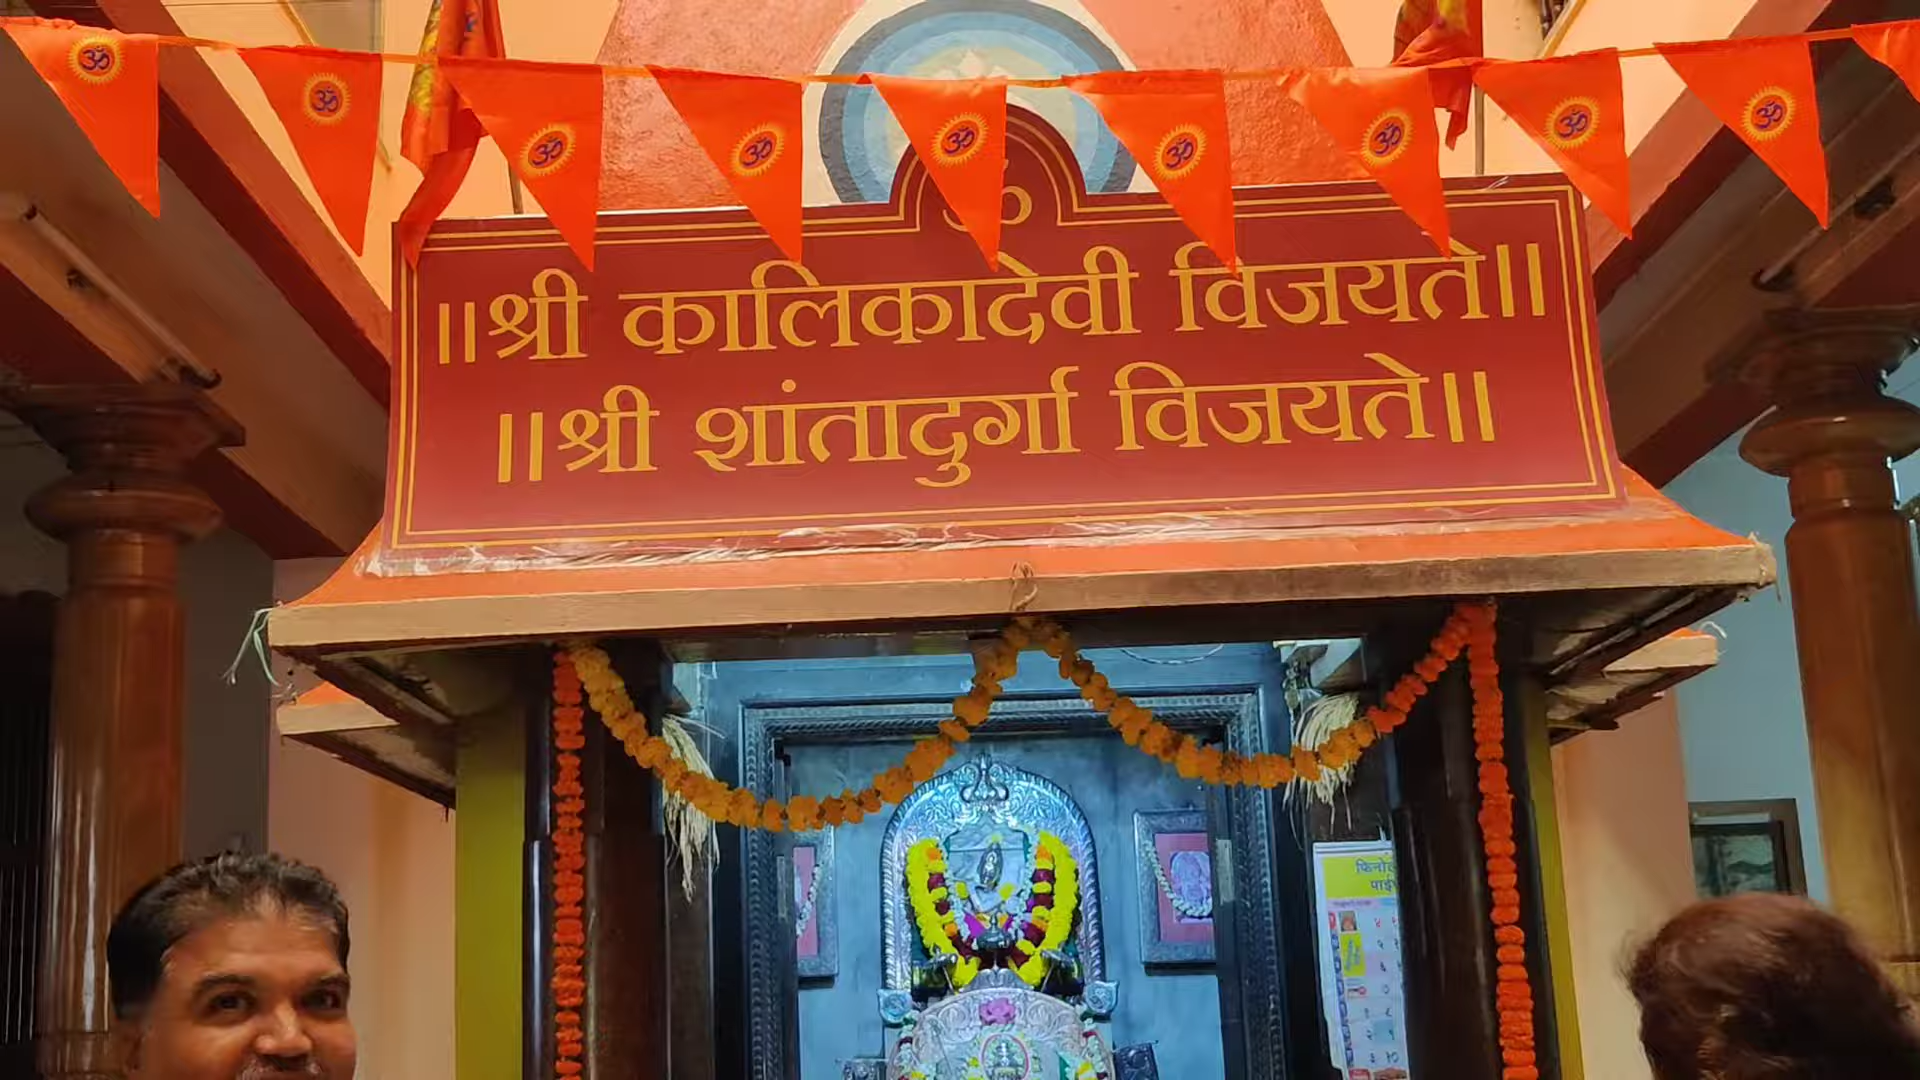 ॐ ॐ ॐ ॐ ॐ ॐ ॐ ॐ ॐ
॥श्री कालिकादेवी विजयते॥
॥श्री शांतादुर्गा विजयते॥